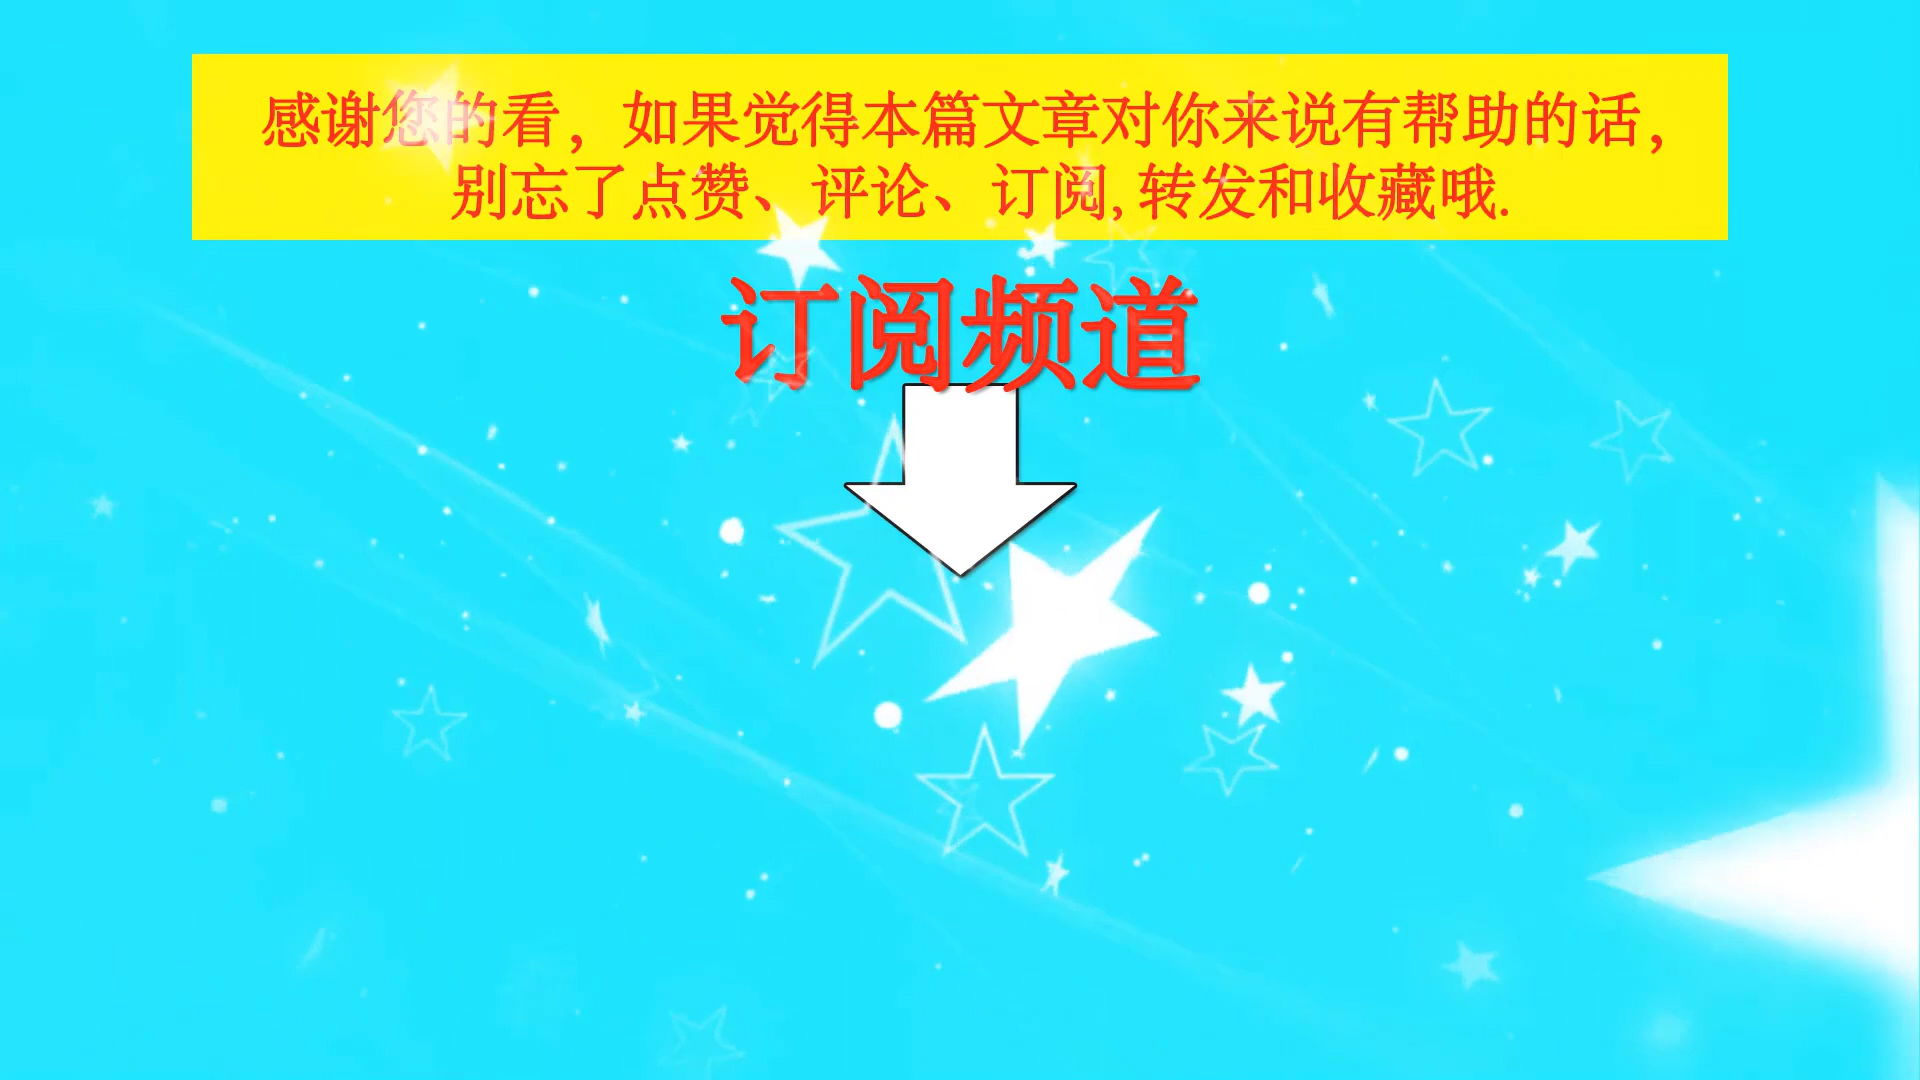 感谢您的看，如果觉得本篇文章对你来说有帮助的话，
别忘了点赞、评论、订阅,转发和收藏哦.
订阅频道